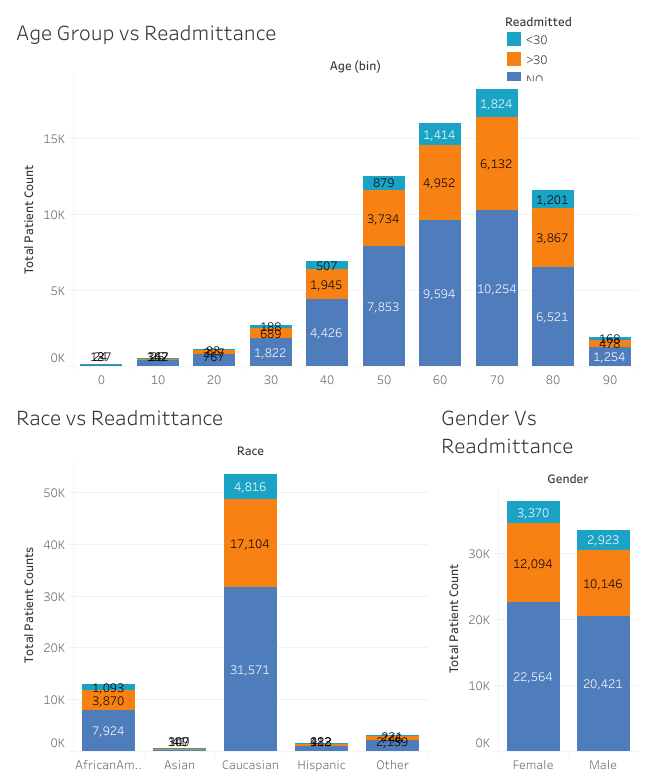 Age Group vs Readmittance
Readmitted
<30
>30
NO
Age (bin)
Total Patient Count
15K
10K
5K
0K
1,824
6,132
10,254
1,414
4,952
9,594
879
3,734
7,853
1,201
3,867
6,521
507
1,945
4,426
689
1,822
767
168
478
1,254
0 10 20 30 40 50 60 70 80 90
Race vs Readmittance
Race
Total Patient Counts
50K
40K
30K
20K
10K
0K
4,816
17,104
31,571
1,093
3,870
7,924
2,159
AfricanAm.. Asian Caucasian Hispanic Other
Gender Vs
Readmittance
Gender
Total Patient Count
30K
20K
10K
0K
3,370
12,094
22,564
2,923
10,146
20,421
Female Male